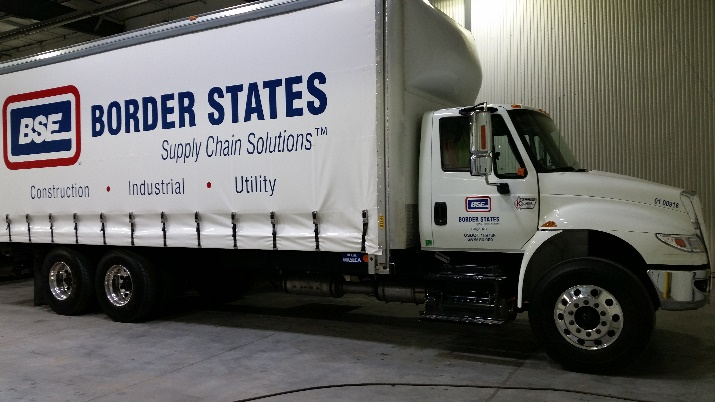 BSE
BORDER STATES
Supply Chain Solutions™
Construction • Industrial • Utility
BSE
BORDER STATES